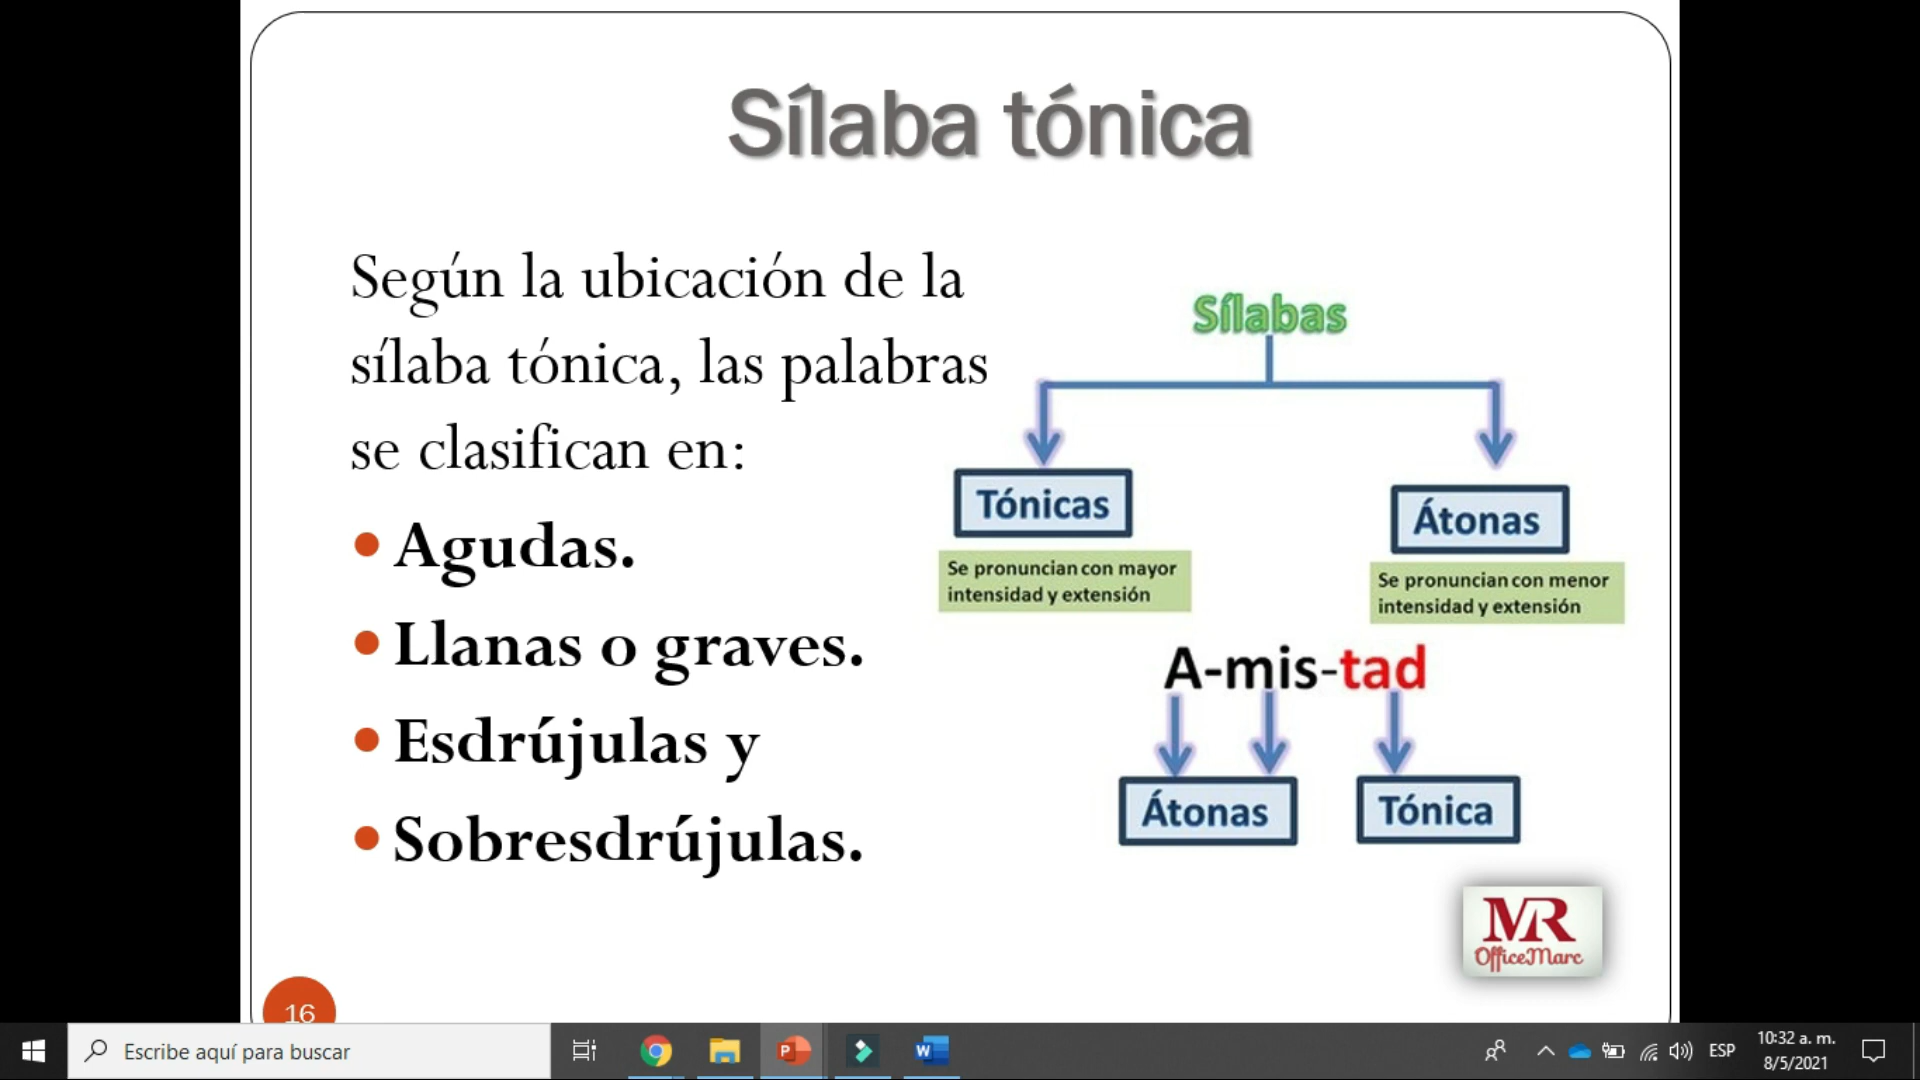 Sílaba tónica
Según la ubicación de la
sílaba tónica, las palabras
se clasifican en:
• Agudas.
• Llanas o graves.
• Esdrújulas y
• Sobresdrújulas.
Sílabas
Tónicas
Se pronuncian con mayor
intensidad y extensión
Átonas
Se pronuncian con menor
intensidad y extensión
A-mis-tad
Átonas
Tónica
MR
OfficeMarc
16
Escribe aquí para buscar
ESP
10:32 a. m.
8/5/2021